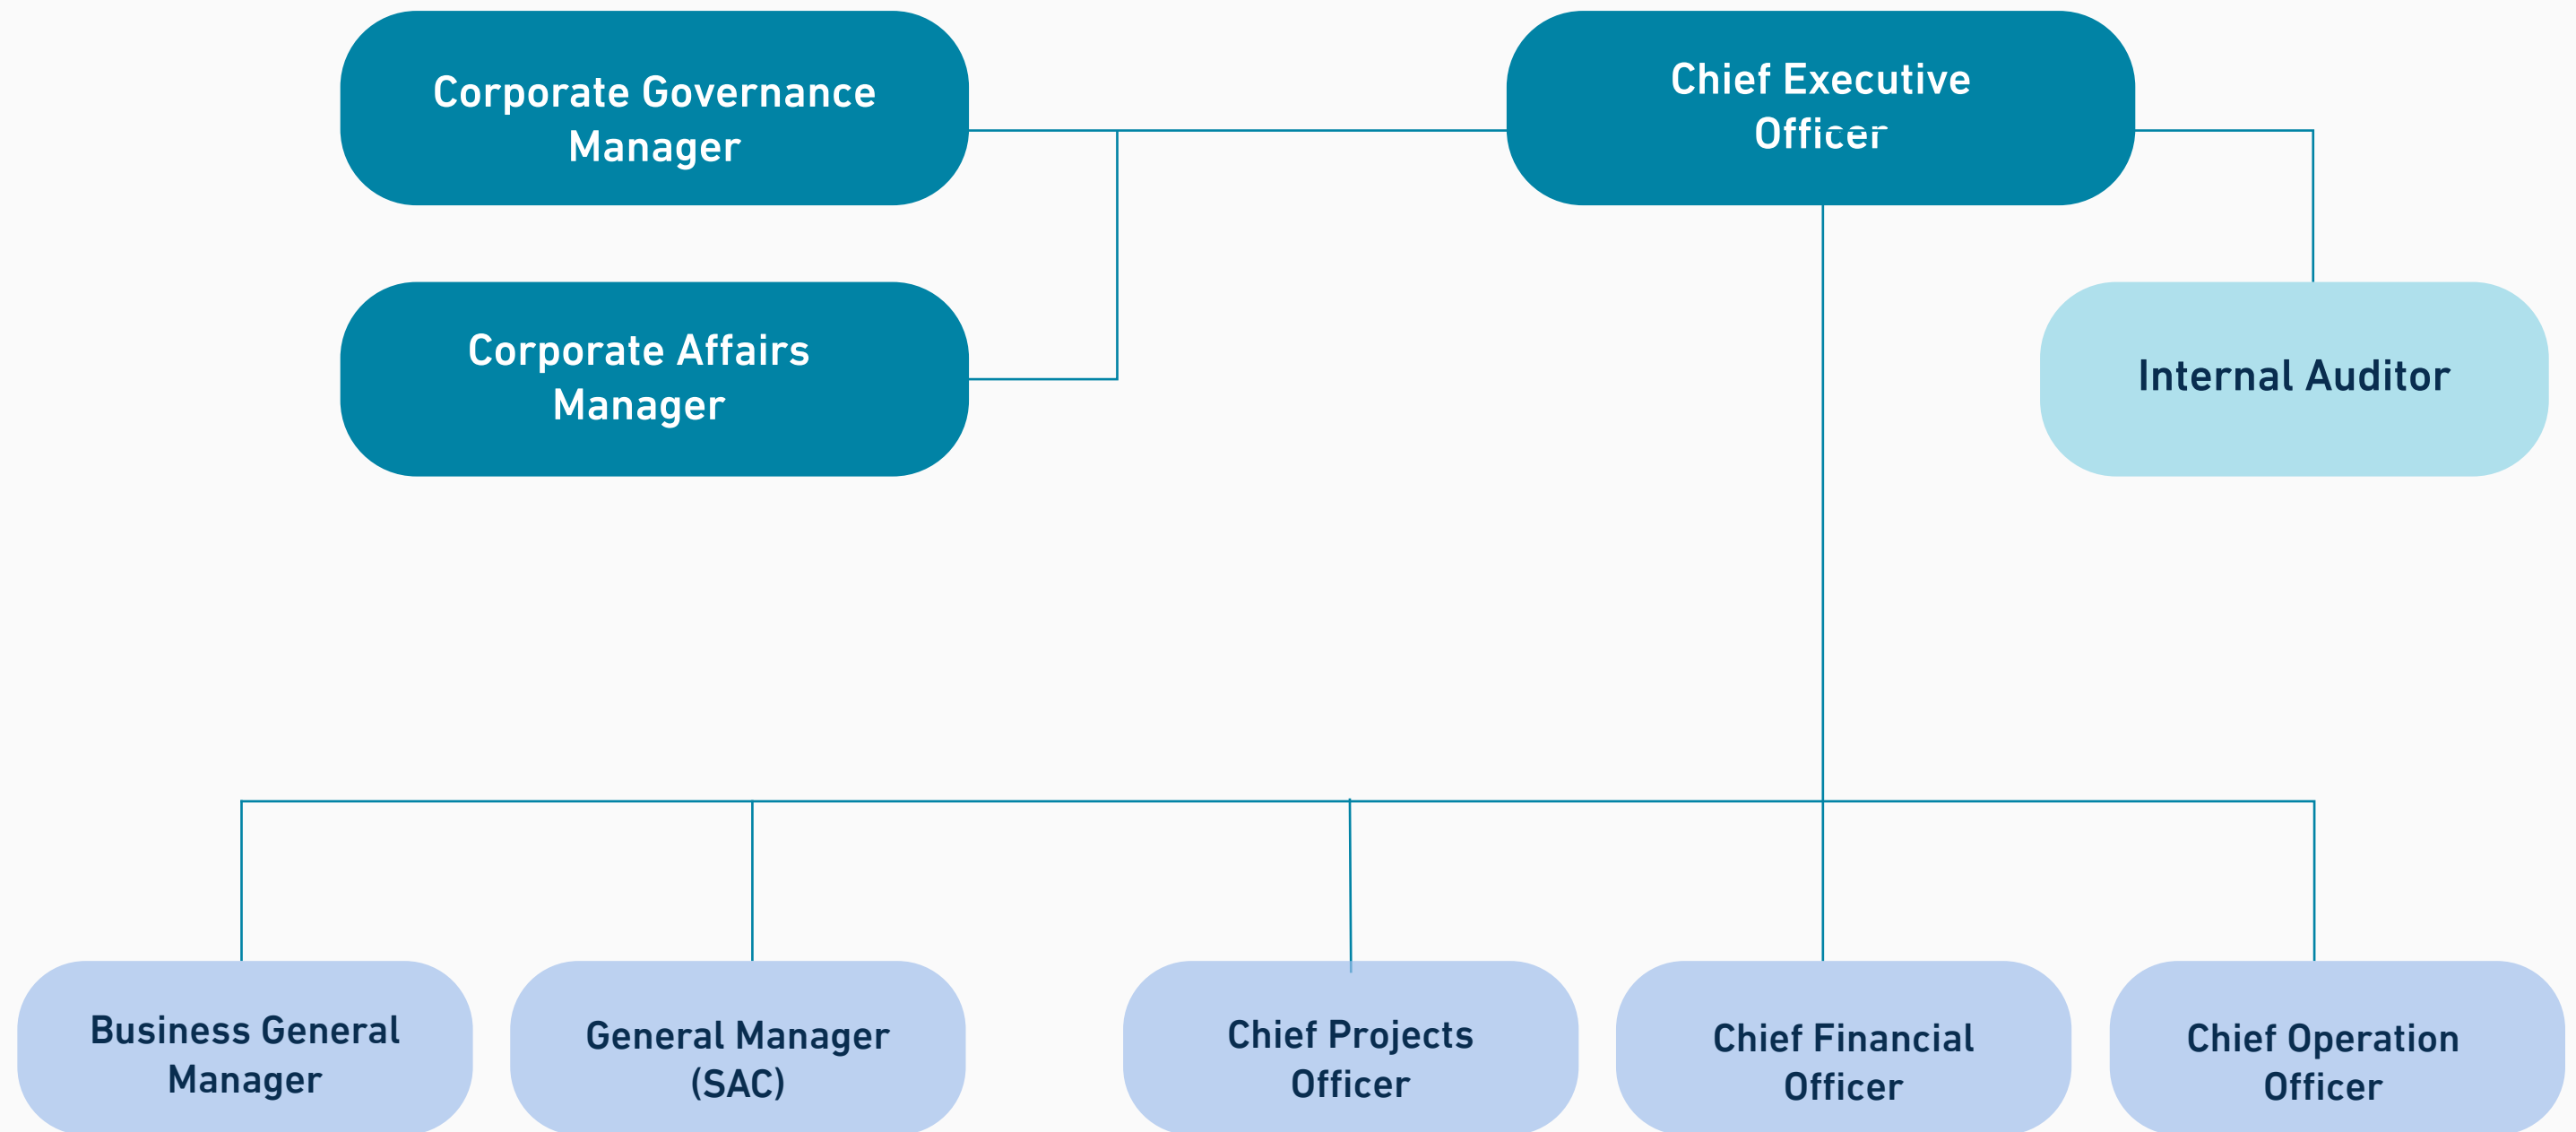 Corporate Governance
Manager
Chief Executive
Officer
Corporate Affairs
Manager
Internal Auditor
Business General
Manager
General Manager
(SAC)
Chief Projects
Officer
Chief Financial
Officer
Chief Operation
Officer